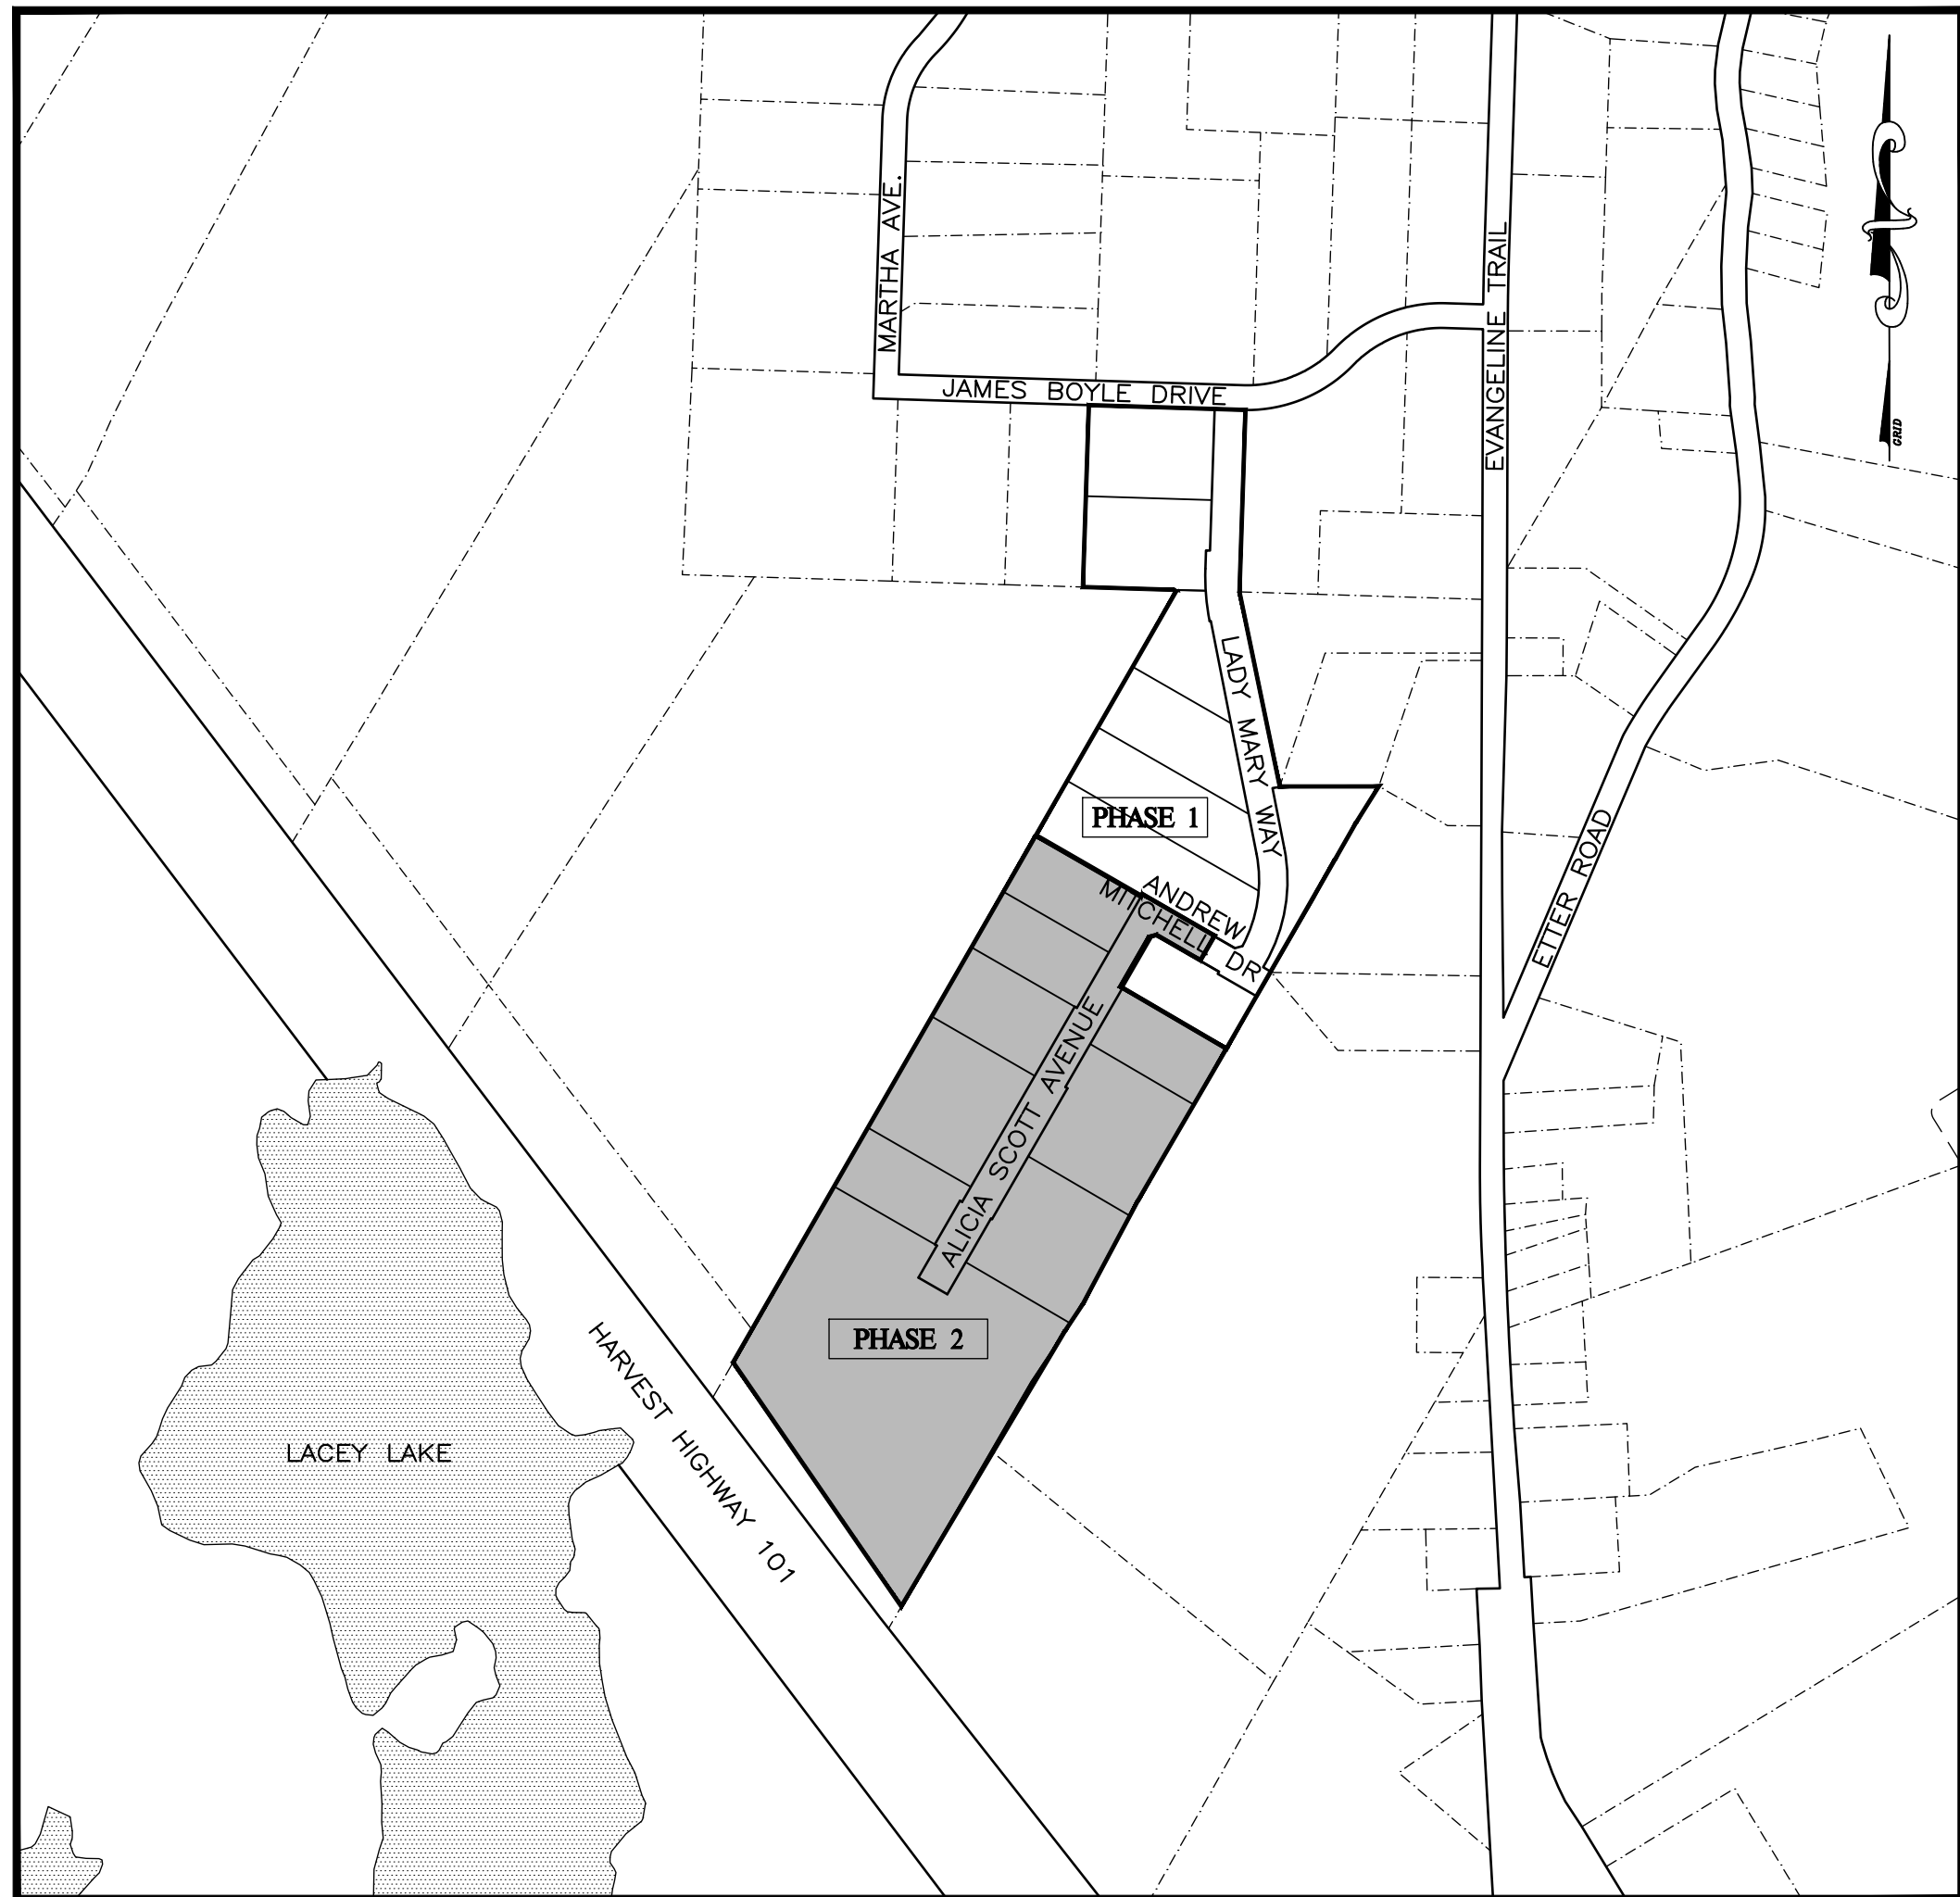 MARTHA AVE.
JAMES BOYLE DRIVE
EVANGELINE TRAIL
GRID
LADY MARY WAY
PHASE 1
ANDREW
MITCHELL DR
ETTER ROAD
ALICIA SCOTT AVENUE
PHASE 2
HARVEST HIGHWAY 101
LACEY LAKE